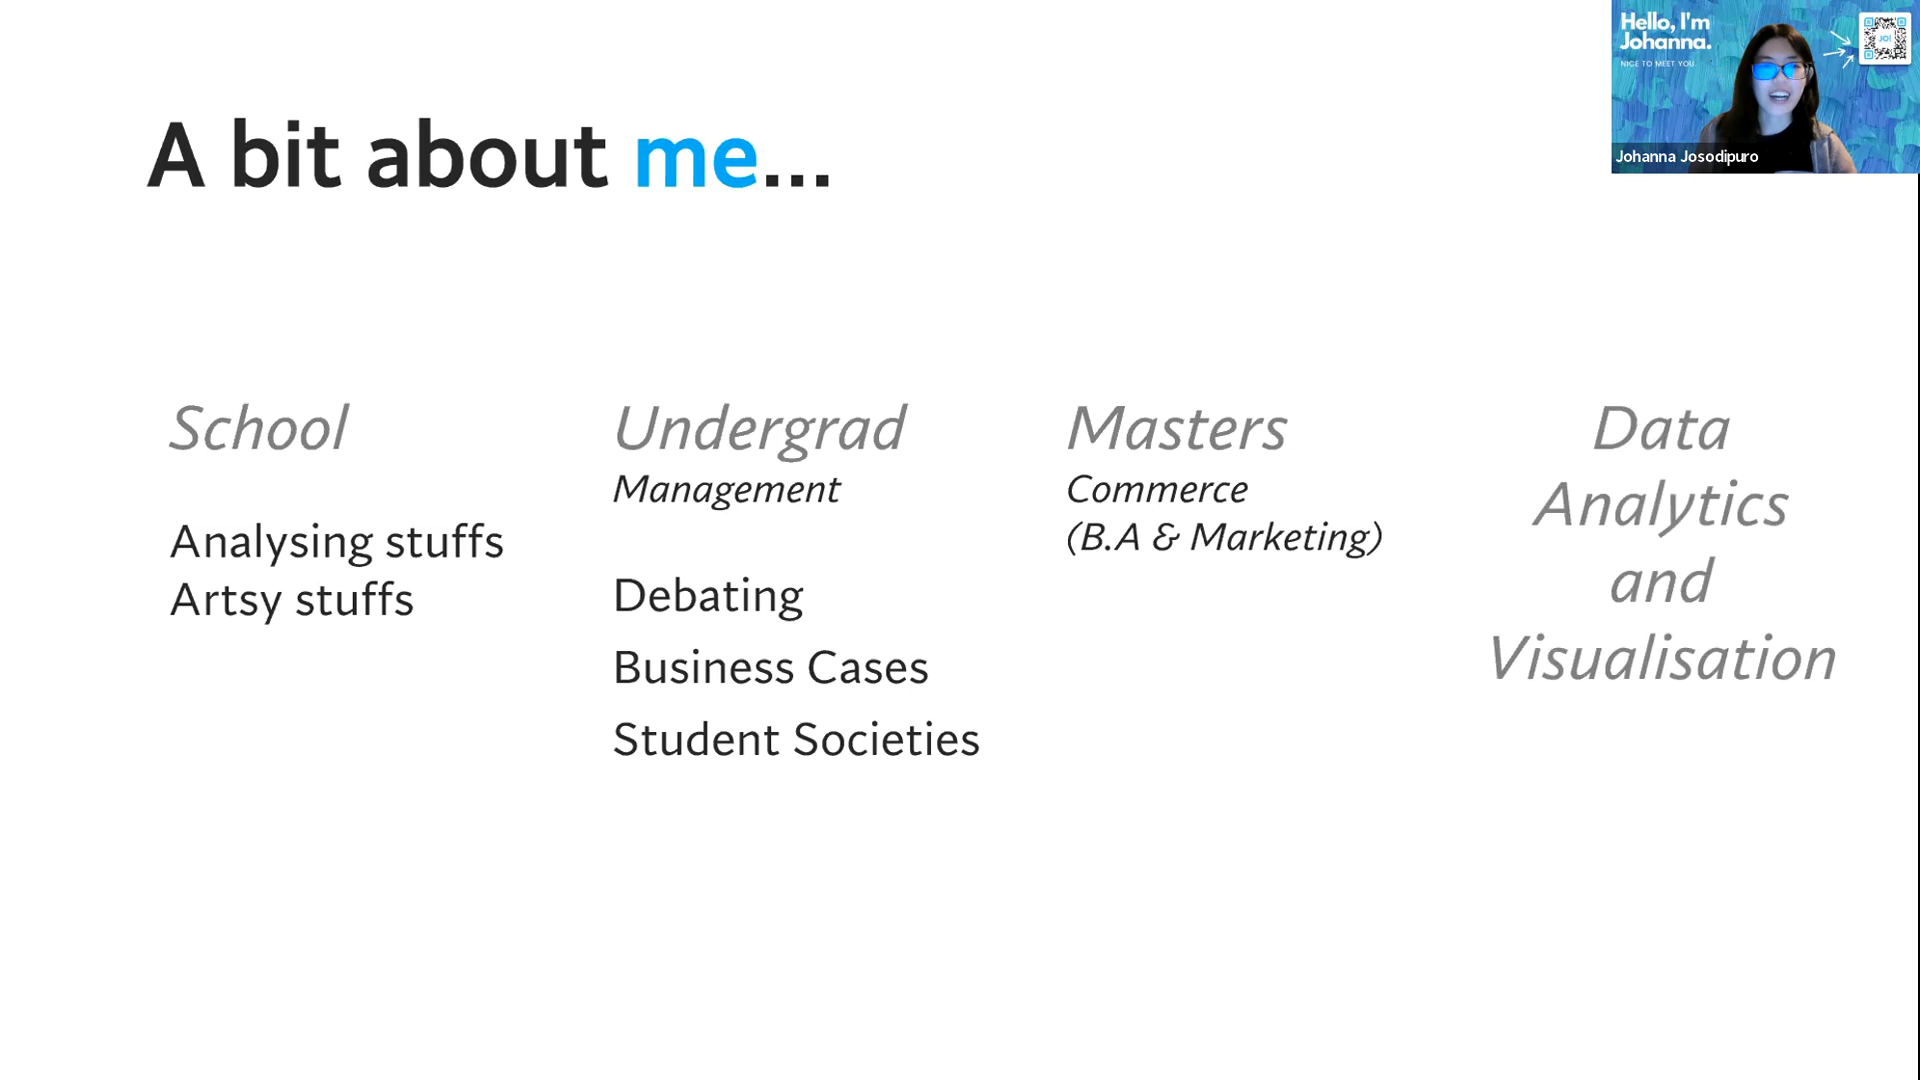 Hello, I'm
Johanna.
NICE TO MEET YOU.
JO!
Johanna Josodipuro
A bit about me...
School
Analysing stuffs
Artsy stuffs
Undergrad
Management
Debating
Business Cases
Student Societies
Masters
Commerce
(B.A & Marketing)
Data
Analytics
and
Visualisation